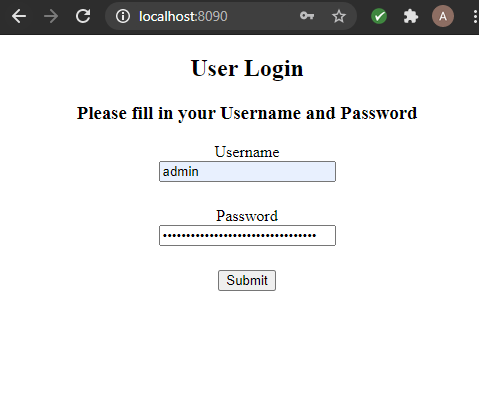 localhost:8090
A
User Login
Please fill in your Username and Password
Username
admin
Password
•••••••••••••••••••••••••••••••••
Submit